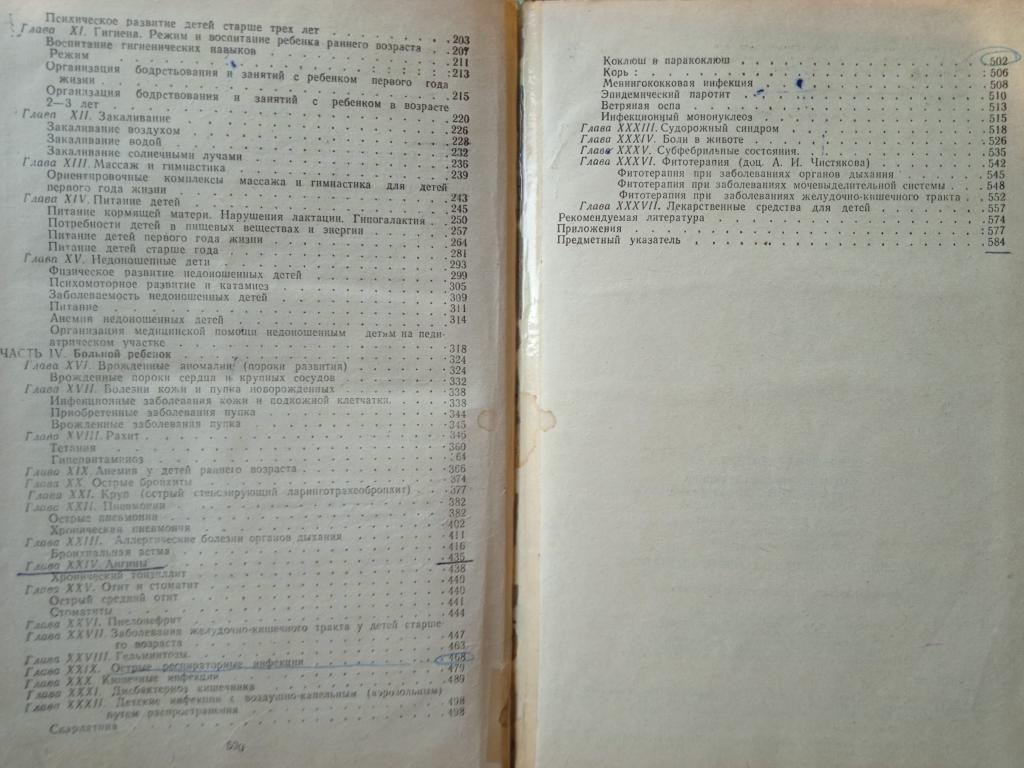 Психическое развитие детей старше трех лет . . . . 203
Глава XI. Гигиена. Режим и воспитание ребенка раннего возраста . 207
Воспитание гигиенических навыков . . . . 211
Режим . . . . 213
Организация бодрствования и занятий с ребенком первого года
жизни . . . . 215
Организация бодрствования и занятий с ребенком в возрасте
2—3 лет . . . . 220
Глава XII. Закаливание . . . . 226
Закаливание воздухом . . . . 228
Закаливание водой . . . . 232
Закаливание солнечными лучами . . . . 236
Глава XIII. Массаж и гимнастика . . . . 239
Ориентировочные комплексы массажа и гимнастика для детей
первого года жизни . . . . 243
Глава XIV. Питание детей . . . . 245
Питание кормящей матери. Нарушения лактации. Гипогалактия . 250
Потребности детей в пищевых веществах и энергии . . . . 257
Питание детей первого года жизни . . . . 264
Питание детей старше года . . . . 281
Глава XV. Недоношенные дети . . . . 293
Физическое развитие недоношенных детей . . . . 299
Психомоторное развитие и катамнез . . . . 305
Заболеваемость недоношенных детей . . . . 309
Питание . . . . 311
Анемия недоношенных детей . . . . 314
Организация медицинской помощи недоношенным детям на педи-
атрическом участке . . . . 318
ЧАСТЬ IV. Больной ребенок . . . . 324
Глава XVI. Врожденные аномалии (пороки развития) . . . . 324
Врожденные пороки сердца и крупных сосудов . . . . 332
Глава XVII. Болезни кожи и пупка новорожденных . . . . 338
Инфекционные заболевания кожи и подкожной клетчатки. . . . 338
Приобретенные заболевания пупка . . . . 344
Врожденные заболевания пупка . . . . 345
Глава XVIII. Рахит . . . . 346
Тетания . . . . 360
Гипервитаминоз . . . . 64
Глава XIX. Анемия у детей раннего возраста . . . . 366
Глава XX. Острые бронхиты . . . . 374
Глава XXI. Круп (острый стенозирующий ларинготрахеобронхит) . . . . 377
Глава XXII. Пневмонии . . . . 382
Острые пневмонии . . . . 382
Хроническая пневмония . . . . 402
Глава XXIII. Аллергические болезни органов дыхания . . . . 411
Бронхиальная астма . . . . 416
Глава XXIV. Ангины . . . . 435
Хронический тонзиллит . . . . 438
Глава XXV. Отит и стоматит . . . . 440
Острый средний отит . . . . 440
Стоматиты . . . . 441
Глава XXVI. Пиелонефрит . . . . 444
Глава XXVII. Заболевания желудочно-кишечного тракта у детей старше-
го возраста . . . . 447
Глава XXVIII. Гельминтозы. . . . 463
Глава XXIX. Острые респираторные инфекции . . . . 468
Глава XXX. Кишечные инфекции . . . . 479
Глава XXXI. Дисбактериоз кишечника . . . . 489
Глава XXXII. Детские инфекции с воздушно-капельным (аэрозольным)
путем распространения . . . . 498
Скарлатина . . . . 498
Коклюш и паракоклюш . . . . 502
Корь : . . . . 506
Менингококковая инфекция . . . . 508
Эпидемический паротит . . . . 510
Ветряная оспа . . . . 513
Инфекционный мононуклеоз . . . . 515
Глава XXXIII. Судорожный синдром . . . . 518
Глава XXXIV. Боли в животе . . . . 526
Глава XXXV. Субфебрильные состояния. . . . 535
Глава XXXVI. Фитотерапия (доц. А. И. Чистякова) . . . . 542
Фитотерапия при заболеваниях органов дыхания . . . . 545
Фитотерапия при заболеваниях мочевыделительной системы . . . 548
Фитотерапия при заболеваниях желудочно-кишечного тракта . . 552
Глава XXXVII. Лекарственные средства для детей . . . . 557
Рекомендуемая литература . . . . 574
Приложения . . . . 577
Предметный указатель . . . . 584